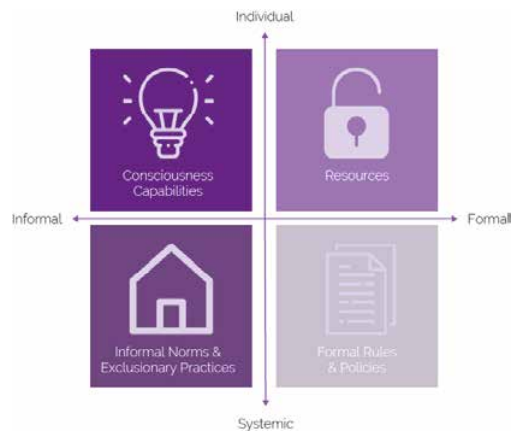 Individual
Consciousness
Capabilities
Resources
Informal
Formal
Informal Norms &
Exclusionary Practices
Formal Rules
& Policies
Systemic